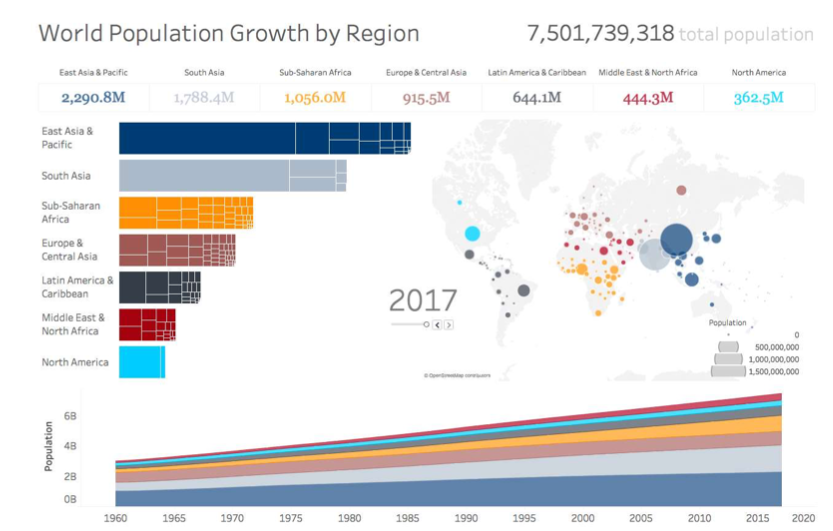 World Population Growth by Region
7,501,739,318 total population
East Asia & Pacific South Asia Sub-Saharan Africa Europe & Central Asia Latin America & Caribbean Middle East & North Africa North America
2,290.8M 1,788.4M 1,056.0M 915.5M 644.1M 444.3M 362.5M
East Asia &
Pacific
South Asia
Sub-Saharan
Africa
Europe &
Central Asia
Latin America &
Caribbean
Middle East &
North Africa
North America
2017
Population
0
500,000,000
1,000,000,000
1,500,000,000
© OpenStreetMap contributors
Population
6B
4B
2B
0B
1960 1965 1970 1975 1980 1985 1990 1995 2000 2005 2010 2015 2020